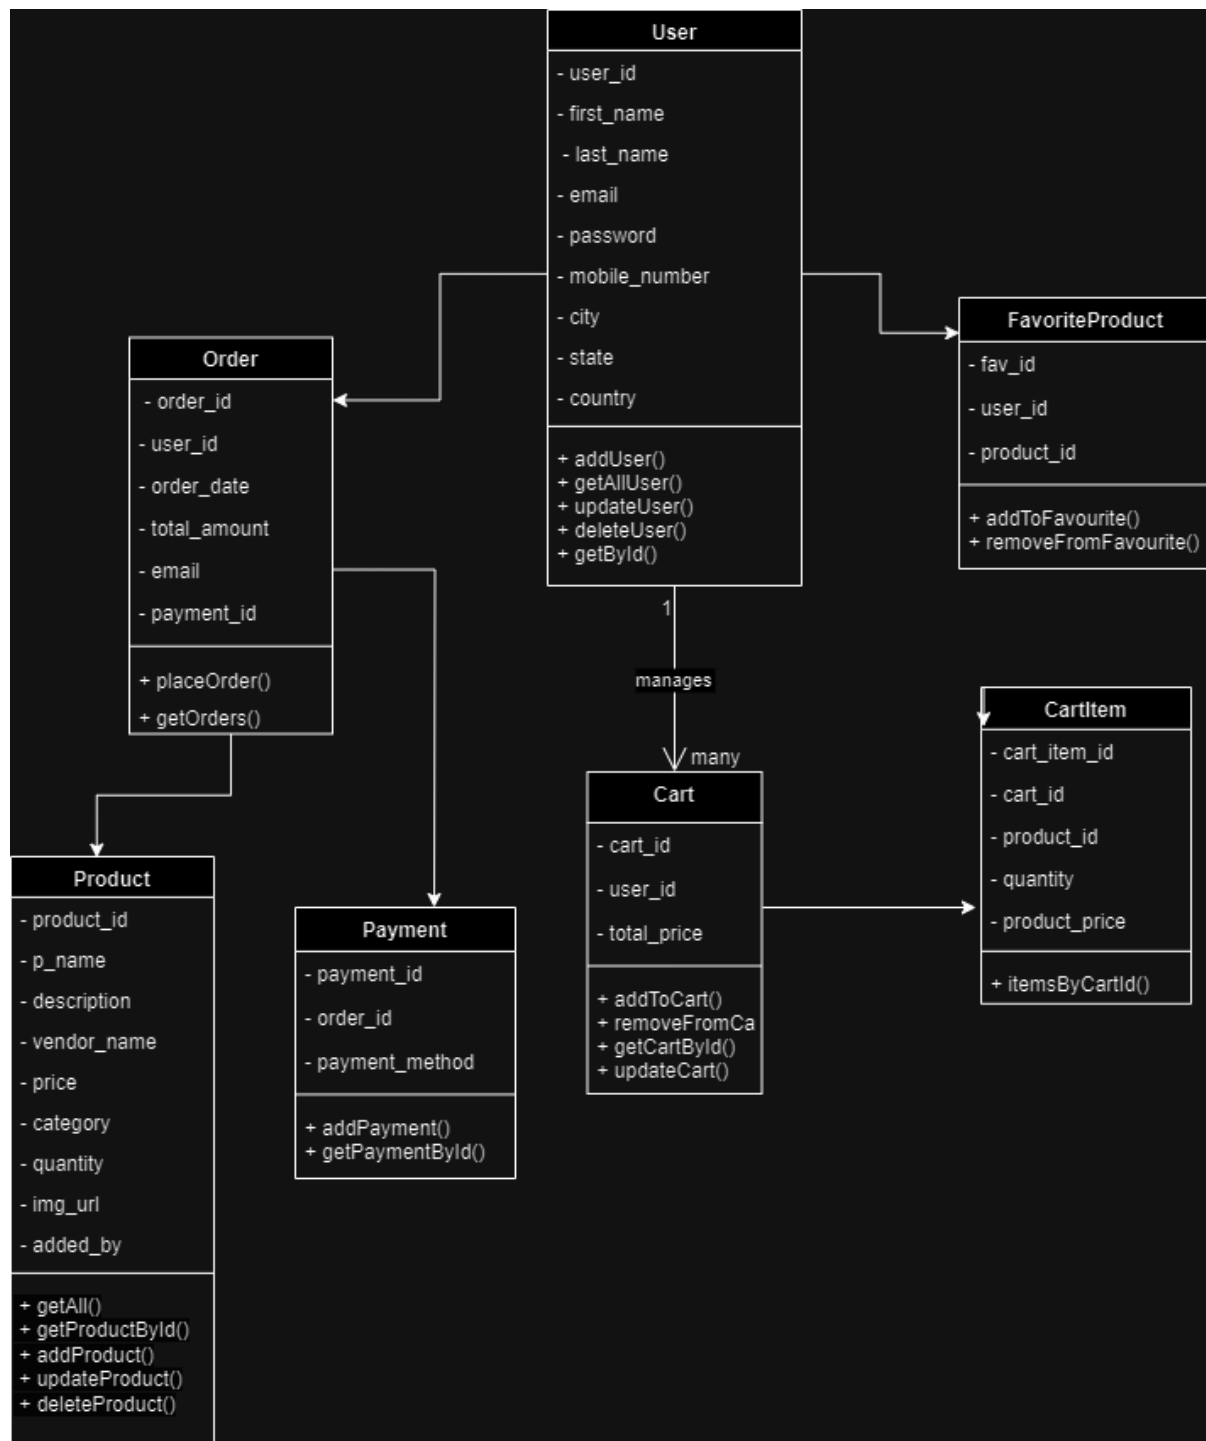 User
- user_id
- first_name
- last_name
- email
- password
- mobile_number
- city
- state
- country
+ addUser()
+ getAllUser()
+ updateUser()
+ deleteUser()
+ getById()
FavoriteProduct
- fav_id
- user_id
- product_id
+ addToFavourite()
+ removeFromFavourite()
Order
- order_id
- user_id
- order_date
- total_amount
- email
- payment_id
+ placeOrder()
+ getOrders()
1
manages
many
Cart
- cart_id
- user_id
- total_price
+ addToCart()
+ removeFromCa
+ getCartById()
+ updateCart()
CartItem
- cart_item_id
- cart_id
- product_id
- quantity
- product_price
+ itemsByCartId()
Product
- product_id
- p_name
- description
- vendor_name
- price
- category
- quantity
- img_url
- added_by
+ getAll()
+ getProductById()
+ addProduct()
+ updateProduct()
+ deleteProduct()
Payment
- payment_id
- order_id
- payment_method
+ addPayment()
+ getPaymentById()